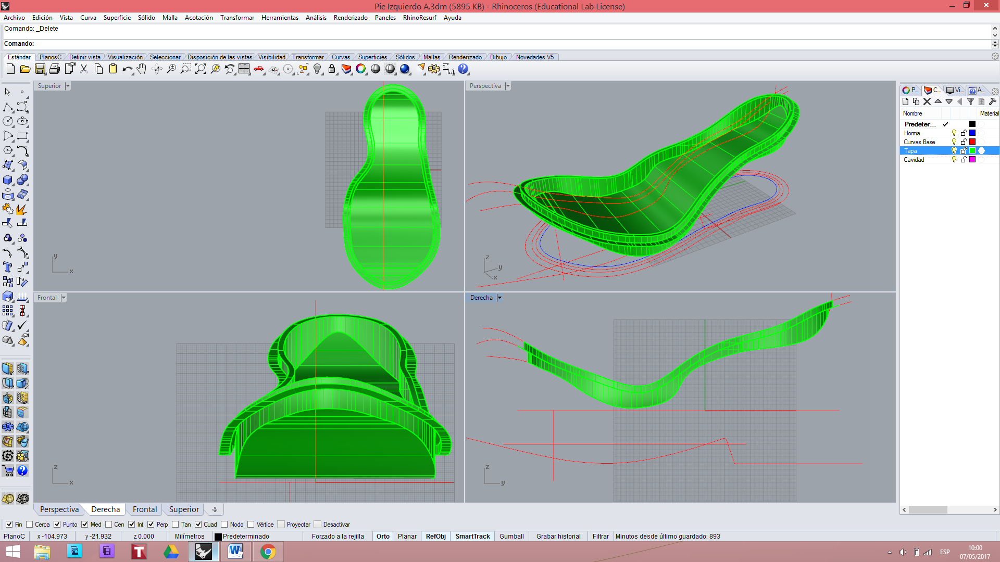 Pie Izquierdo A.3dm (5895 KB) - Rhinoceros (Educational Lab License)
Archivo Edición Vista Curva Superficie Sólido Malla Acotación Transformar Herramientas Análisis Renderizado Paneles RhinoResurf Ayuda
Comando: _Delete
Comando:
Estándar PlanosC Definir vista Visualización Seleccionar Disposición de las vistas Visibilidad Transformar Curvas Superficies Sólidos Mallas Renderizado Dibujo Novedades V5
Superior
Perspectiva
P... C... Vi... A...
Nombre Material
Predeter...
Homa
Curvas Base
Tapa
Cavidad
y
x
z
y
x
Frontal
Derecha
z
x
z
y
Perspectiva Derecha Frontal Superior
Fin Cerca Punto Med Cen Int Perp Tan Cuad Nodo Vértice Proyectar Desactivar
PlanoC x -104.973 y -21.932 z 0.000 Milímetros Predeterminado Forzado a la rejilla Orto Planar RefObj SmartTrack Gumball Grabar historial Filtrar Minutos desde último guardado: 893
ESP
10:00
07/05/2017